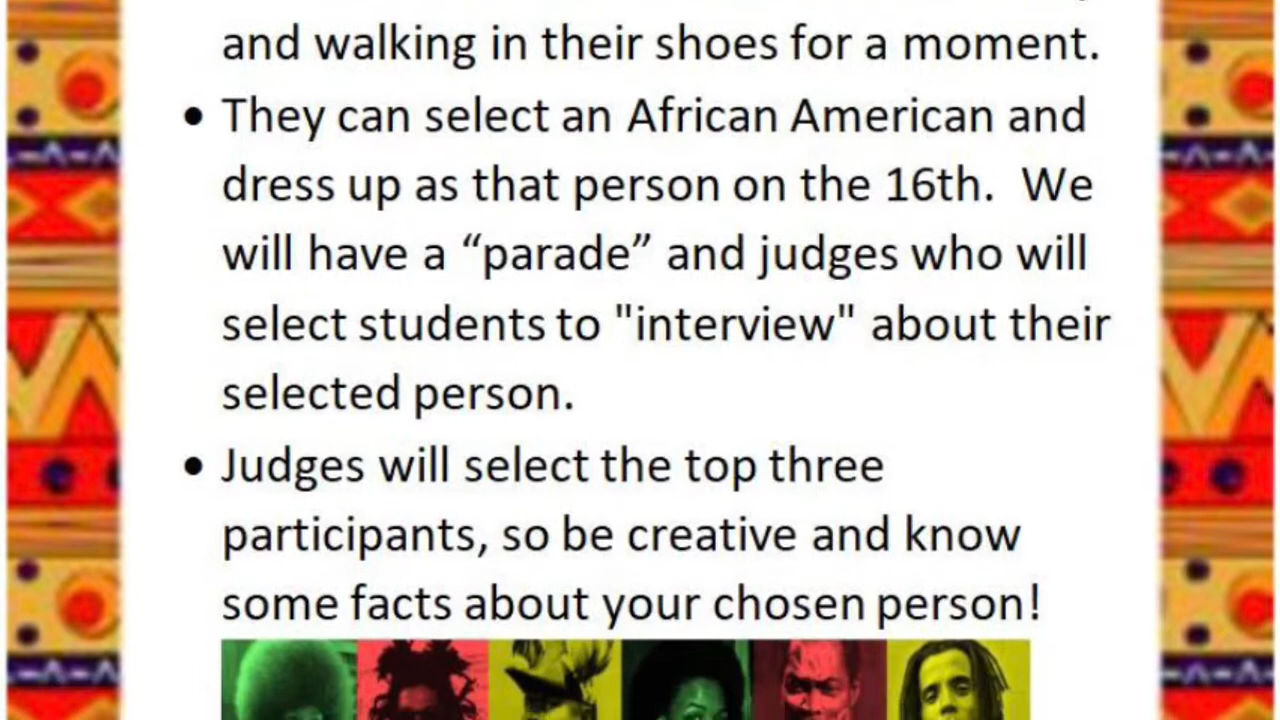 and walking in their shoes for a moment.
• They can select an African American and
dress up as that person on the 16th.  We
will have a “parade” and judges who will
select students to "interview" about their
selected person.
• Judges will select the top three
participants, so be creative and know
some facts about your chosen person!